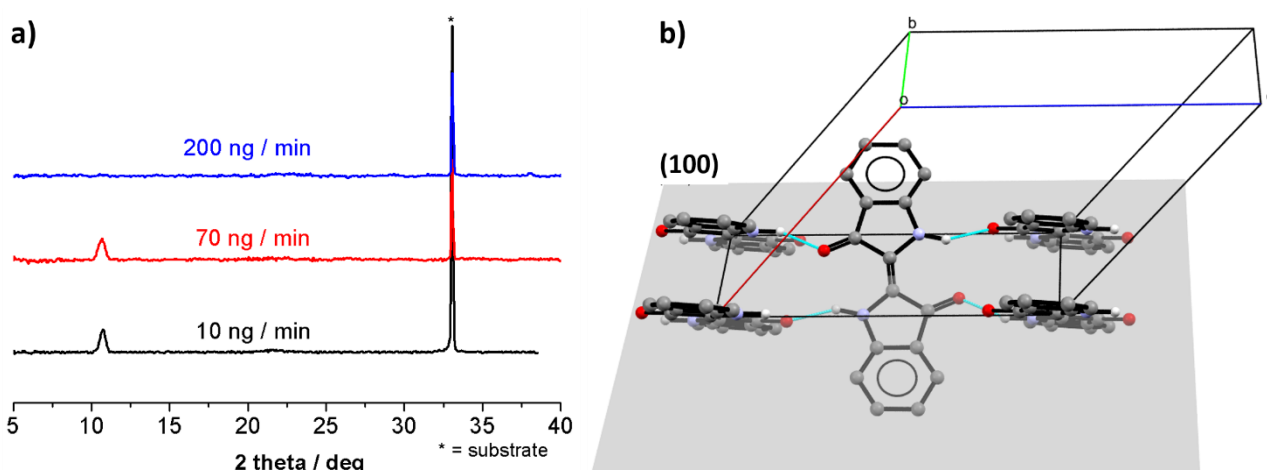 a)
*
200 ng / min
70 ng / min
10 ng / min
5 10 15 20 25 30 35 40
2 theta / deg
* = substrate
b)
b
o
(100)